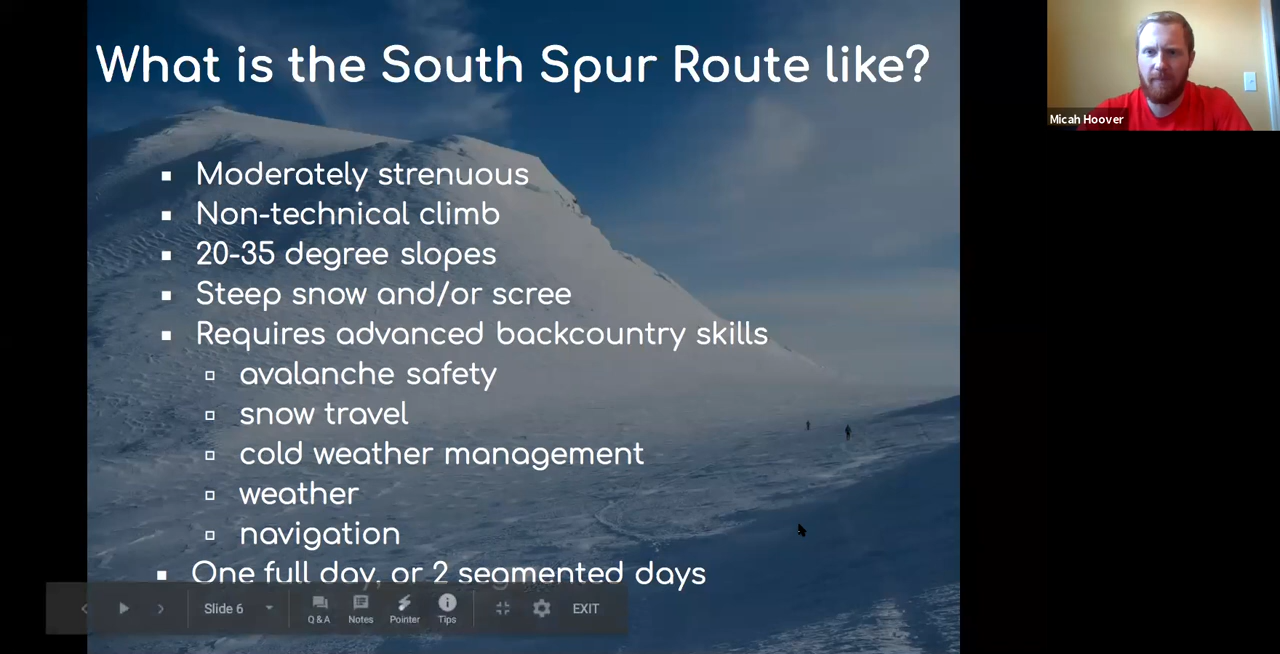 What is the South Spur Route like?
Micah Hoover
▪ Moderately strenuous
▪ Non-technical climb
▪ 20-35 degree slopes
▪ Steep snow and/or scree
▪ Requires advanced backcountry skills
▫ avalanche safety
▫ snow travel
▫ cold weather management
▫ weather
▫ navigation
▪ One full day, or 2 segmented days
Slide 6
Q&A Notes Pointer Tips EXIT